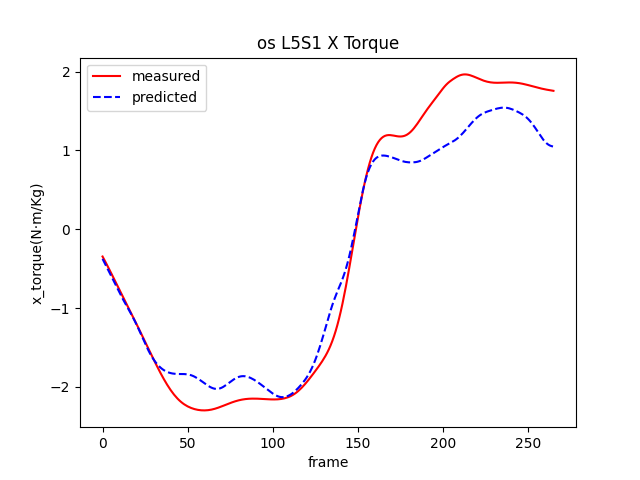 os L5S1 X Torque
measured
predicted
x_torque(N·m/Kg)
2
1
0
−1
−2
0 50 100 150 200 250
frame